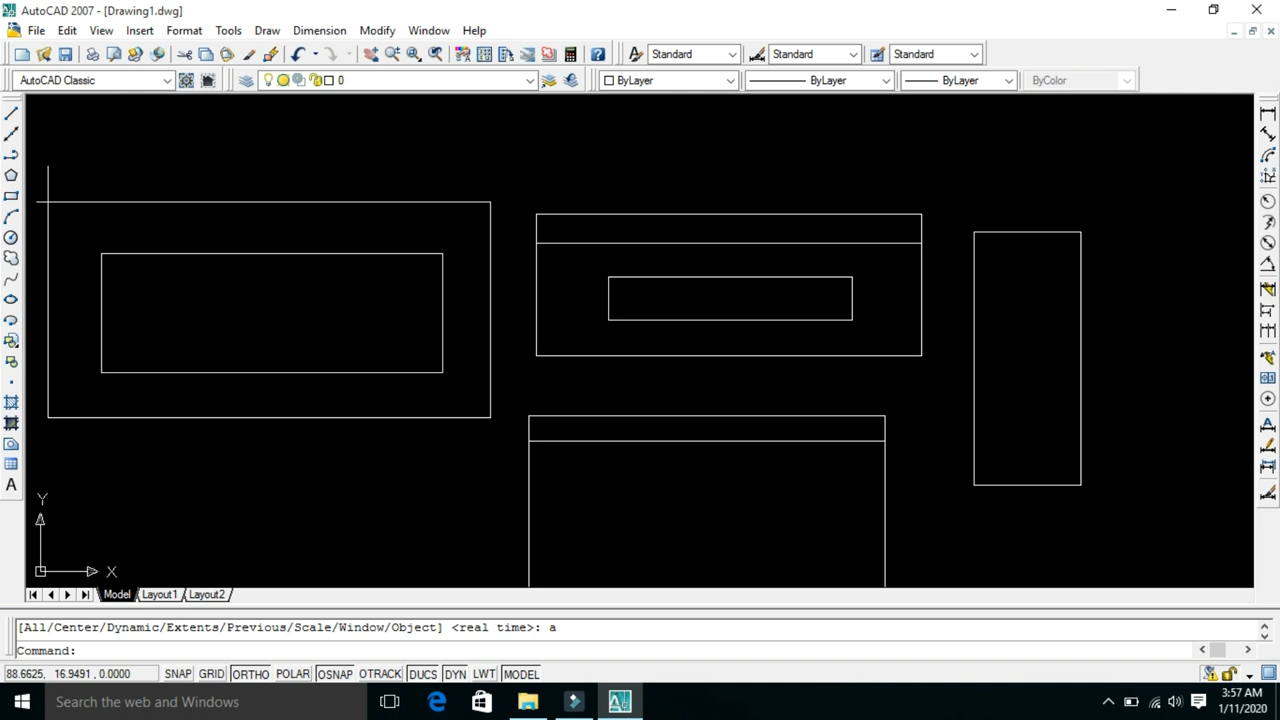 AutoCAD 2007 - [Drawing1.dwg]
File Edit View Insert Format Tools Draw Dimension Modify Window Help
Standard Standard Standard
AutoCAD Classic 0 ByLayer ByLayer ByLayer ByColor
Y
X
Model Layout1 Layout2
[All/Center/Dynamic/Extents/Previous/Scale/Window/Object] <real time>: a
Command:
88.6625, 16.9491 , 0.0000 SNAP GRID ORTHO POLAR OSNAP OTRACK DUCS DYN LWT MODEL
Search the web and Windows
3:57 AM
1/11/2020